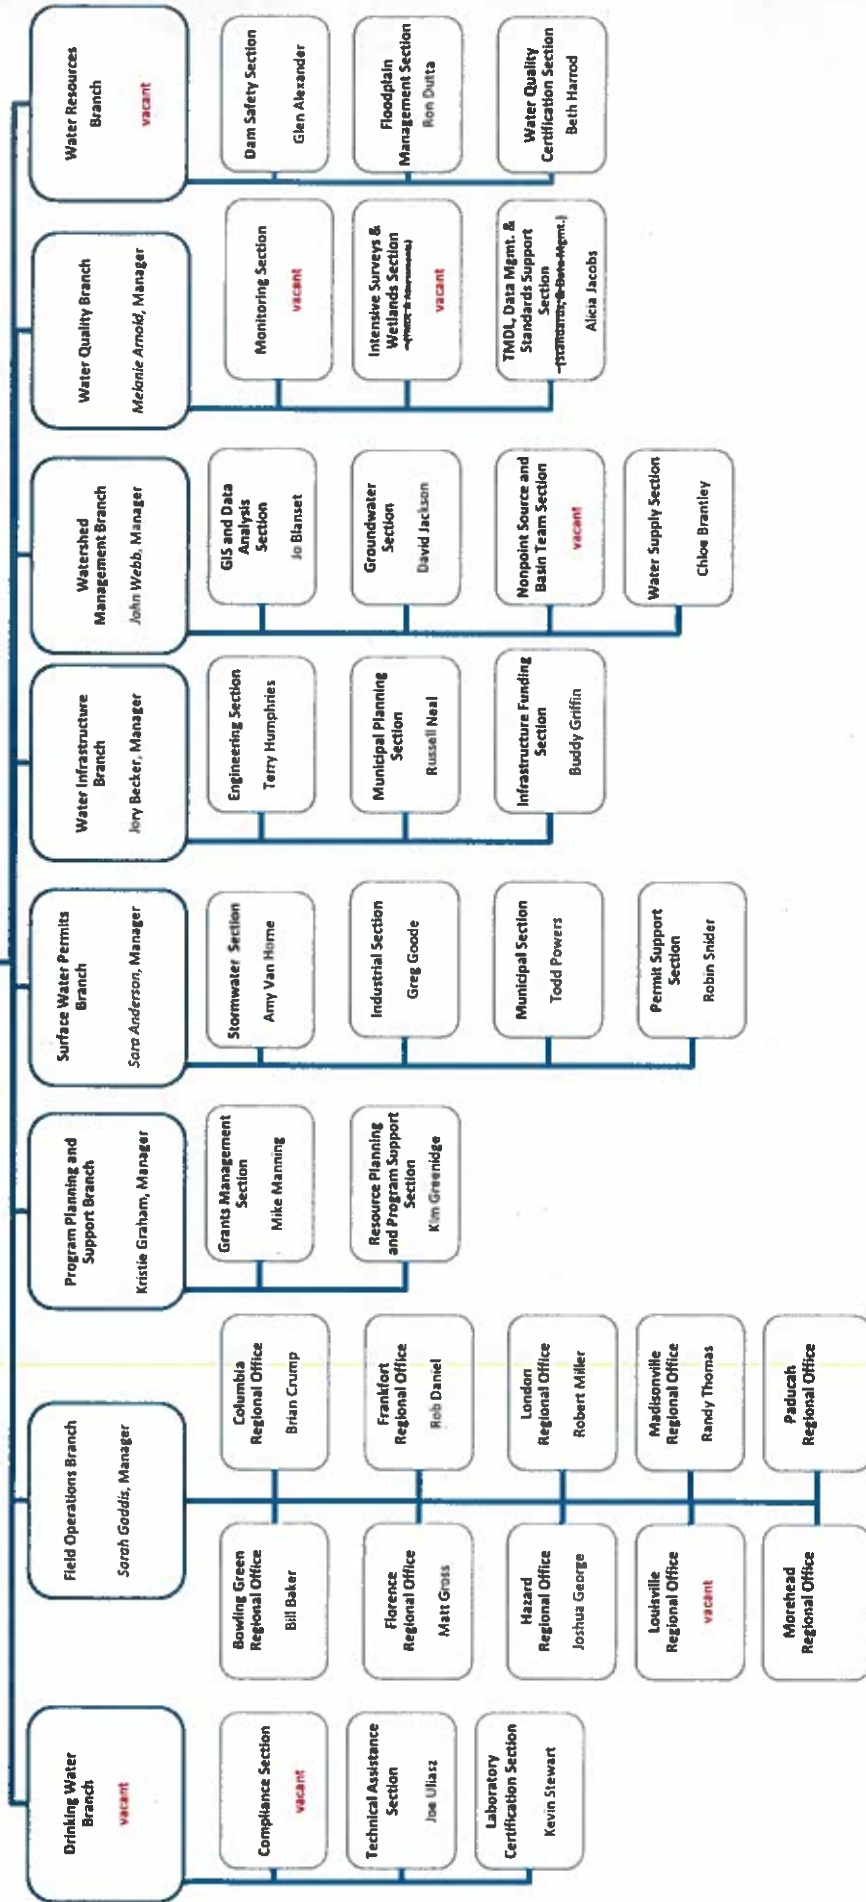 Drinking Water
Branch
vacant
Compliance Section
vacant
Technical Assistance
Section
Joe Uliasz
Laboratory
Certification Section
Kevin Stewart
Field Operations Branch
Sarah Gaddis, Manager
Bowling Green
Regional Office
Bill Baker
Columbia
Regional Office
Brian Crump
Florence
Regional Office
Matt Gross
Frankfort
Regional Office
Rob Daniel
Hazard
Regional Office
Joshua George
London
Regional Office
Robert Miller
Louisville
Regional Office
vacant
Madisonville
Regional Office
Randy Thomas
Morehead
Regional Office
Paducah
Regional Office
Program Planning and
Support Branch
Kristie Graham, Manager
Grants Management
Section
Mike Manning
Resource Planning
and Program Support
Section
Kim Greenidge
Surface Water Permits
Branch
Sara Anderson, Manager
Stormwater Section
Amy Van Horne
Industrial Section
Greg Goode
Municipal Section
Todd Powers
Permit Support
Section
Robin Snider
Water Infrastructure
Branch
Jory Becker, Manager
Engineering Section
Terry Humphries
Municipal Planning
Section
Russell Neal
Infrastructure Funding
Section
Buddy Griffin
Watershed
Management Branch
John Webb, Manager
GIS and Data
Analysis
Section
Jo Blanset
Groundwater
Section
David Jackson
Nonpoint Source and
Basin Team Section
vacant
Water Supply Section
Chloe Brantley
Water Quality Branch
Melanie Arnold, Manager
Monitoring Section
vacant
Intensive Surveys &
Wetlands Section
vacant
TMDL, Data Mgmt. &
Standards Support
Section
(Standards, & Data Mgmt.)
Alicia Jacobs
Water Resources
Branch
vacant
Dam Safety Section
Glen Alexander
Floodplain
Management Section
Ron Dutta
Water Quality
Certification Section
Beth Harrod